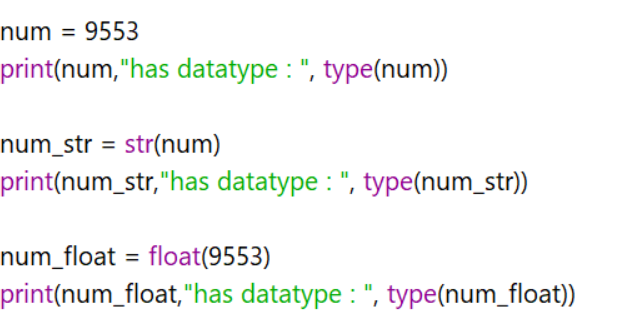 num = 9553
print(num,"has datatype : ", type(num))
num_str = str(num)
print(num_str,"has datatype : ", type(num_str))
num_float = float(9553)
print(num_float,"has datatype : ", type(num_float))